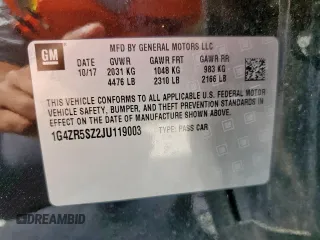 GM
MFD BY GENERAL MOTORS LLC
DATE GVWR GAWR FRT GAWR RR
10/17 2031 KG 1048 KG 983 KG
4476 LB 2310 LB 2166 LB
THIS VEHICLE CONFORMS TO ALL APPLICABLE U.S. FEDERAL MOTOR
VEHICLE SAFETY, BUMPER, AND THEFT PREVENTION STANDARDS IN
EFFECT ON THE DATE OF MANUFACTURE SHOWN ABOVE.
1G4ZR5SZ2JU119003 TYPE: PASS CAR
DREAMBID